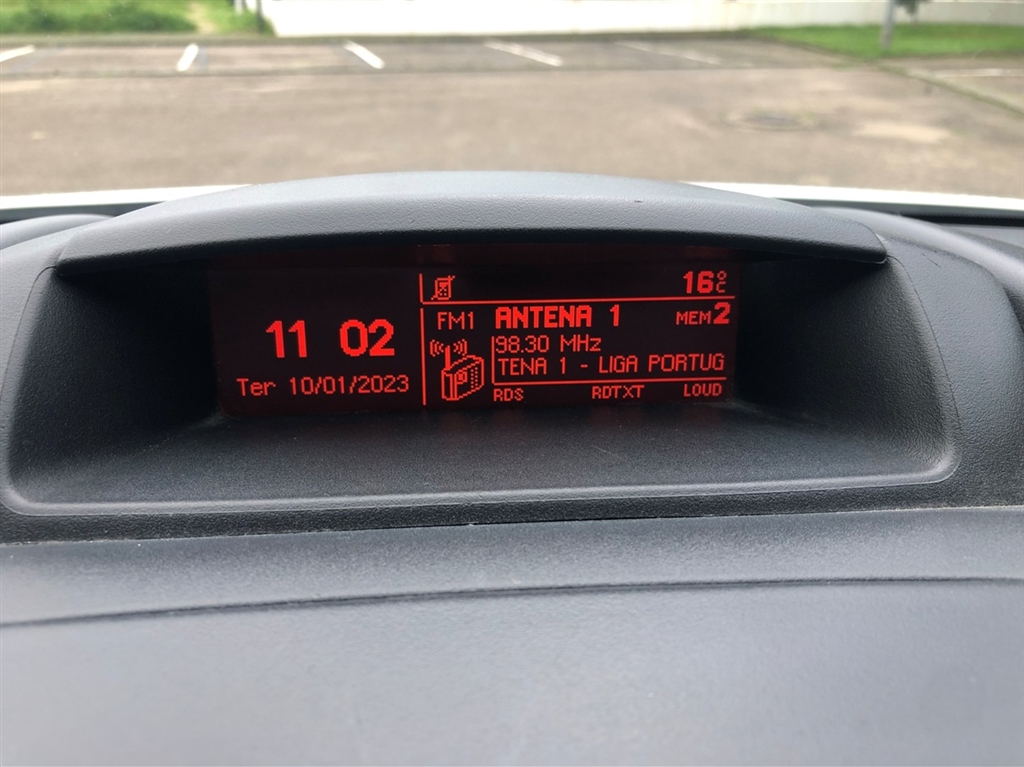 11 02
Ter 10/01/2023
16°C
FM1 ANTENA 1 MEM2
98.30 MHz
TENA 1 - LIGA PORTUG
RDS RDTXT LOUD